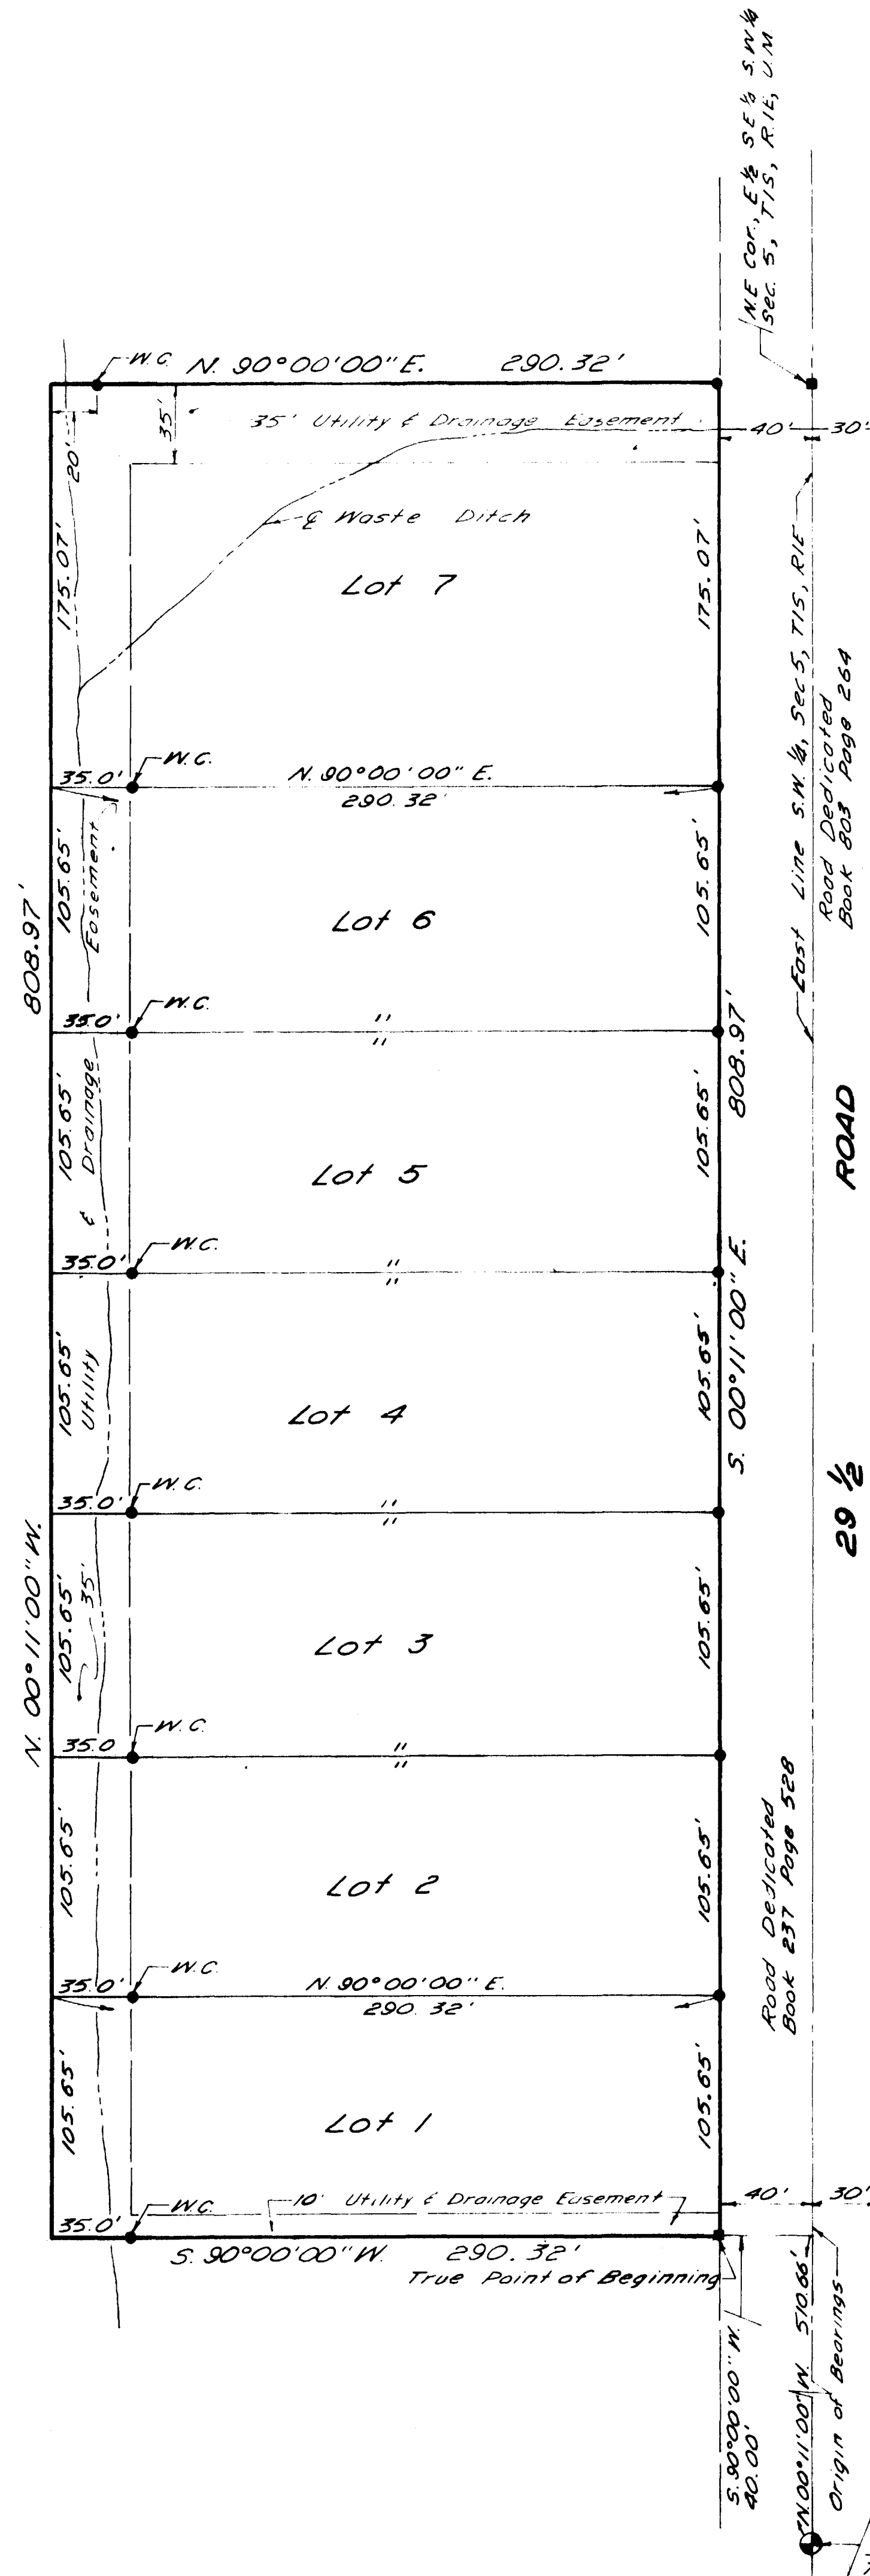 N.E Cor., E ½ SE ¼ S.W ¼
Sec. 5, T1S, R1E, U.M
W.C.
N. 90°00'00" E. 290.32'
35'
35' Utility & Drainage Easement
40'
30'
20'
℄ Waste Ditch
175.07'
Lot 7
175.07'
East Line S.W. ¼, Sec 5, T1S, R1E
Road Dedicated
Book 803 Page 264
35.0'
W.C.
N. 90°00'00" E.
290.32'
105.65'
Easement
Lot 6
105.65'
808.97'
35.0'
W.C.
"
"
808.97'
105.65'
& Drainage
Lot 5
105.65'
ROAD
35.0'
W.C.
"
"
S. 00°11'00" E.
105.65'
Utility
Lot 4
105.65'
29 ½
35.0'
W.C.
"
"
N. 00°11'00" W.
105.65'
35'
Lot 3
105.65'
35.0
W.C.
"
"
105.65'
Lot 2
105.65'
Road Dedicated
Book 237 Page 528
35.0'
W.C.
N. 90°00'00" E.
290.32'
105.65'
Lot 1
105.65'
35.0'
W.C.
10' Utility & Drainage Easement
40'
30'
S. 90°00'00" W. 290.32'
True Point of Beginning
S. 90°00'00" W.
40.00'
N.00°11'00" W. 510.66'
Origin of Bearings